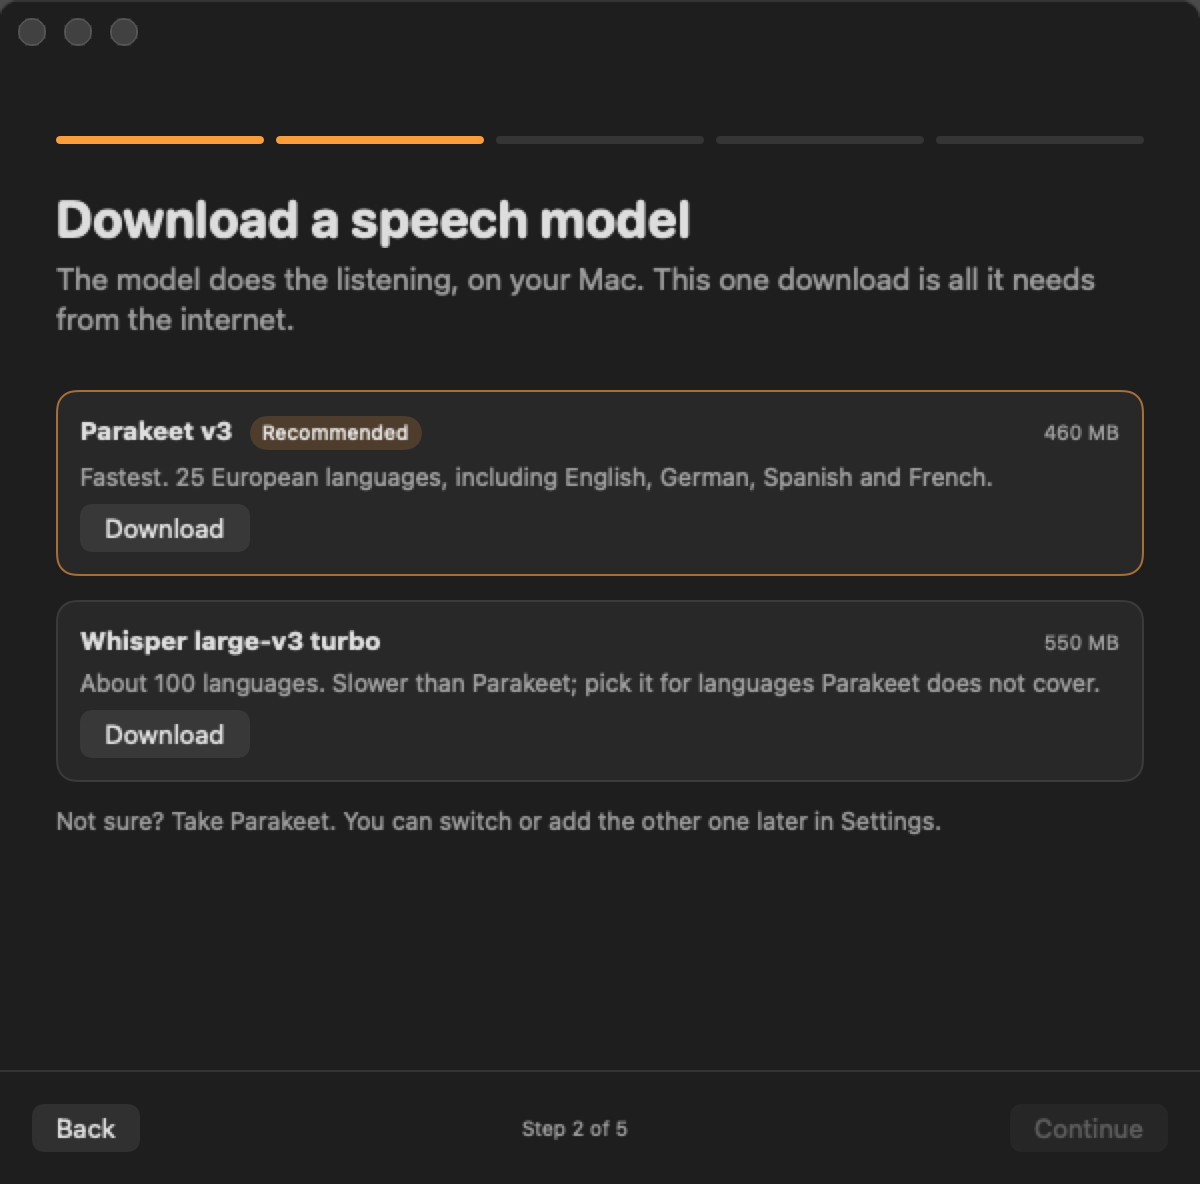 Download a speech model
The model does the listening, on your Mac. This one download is all it needs
from the internet.
Parakeet v3 Recommended 460 MB
Fastest. 25 European languages, including English, German, Spanish and French.
Download
Whisper large-v3 turbo 550 MB
About 100 languages. Slower than Parakeet; pick it for languages Parakeet does not cover.
Download
Not sure? Take Parakeet. You can switch or add the other one later in Settings.
Back Step 2 of 5 Continue